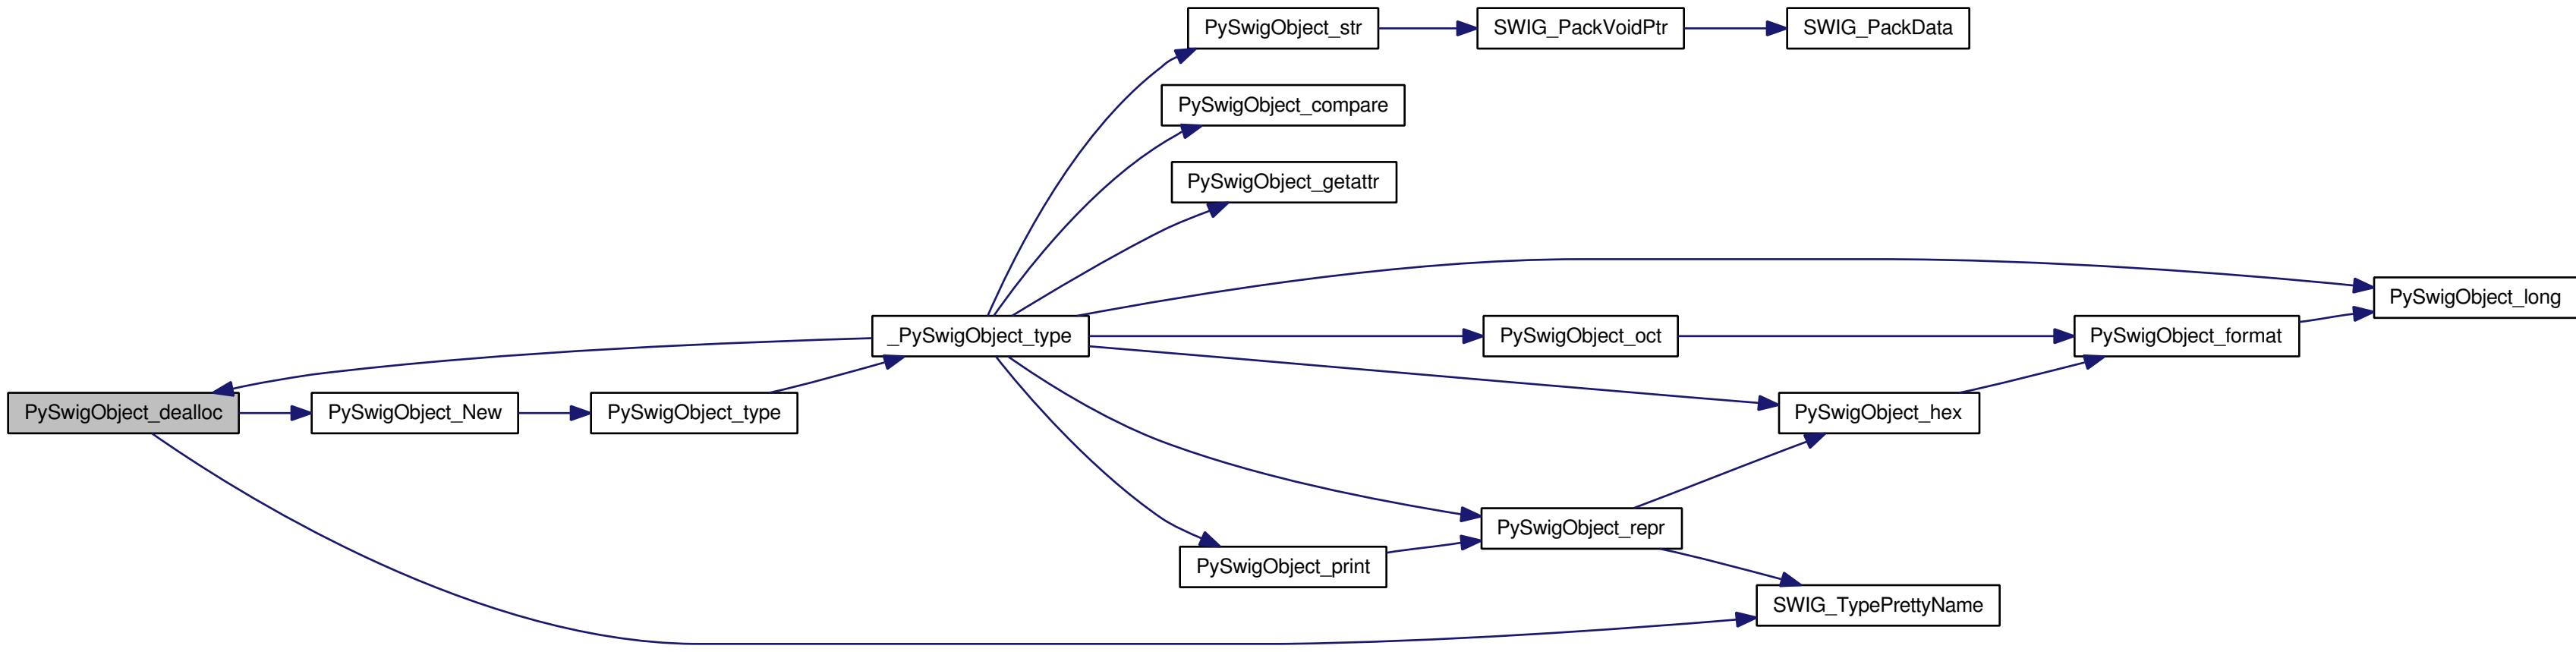 PySwigObject_str
SWIG_PackVoidPtr
SWIG_PackData
PySwigObject_compare
PySwigObject_getattr
PySwigObject_long
_PySwigObject_type
PySwigObject_oct
PySwigObject_format
PySwigObject_dealloc
PySwigObject_New
PySwigObject_type
PySwigObject_hex
PySwigObject_repr
PySwigObject_print
SWIG_TypePrettyName